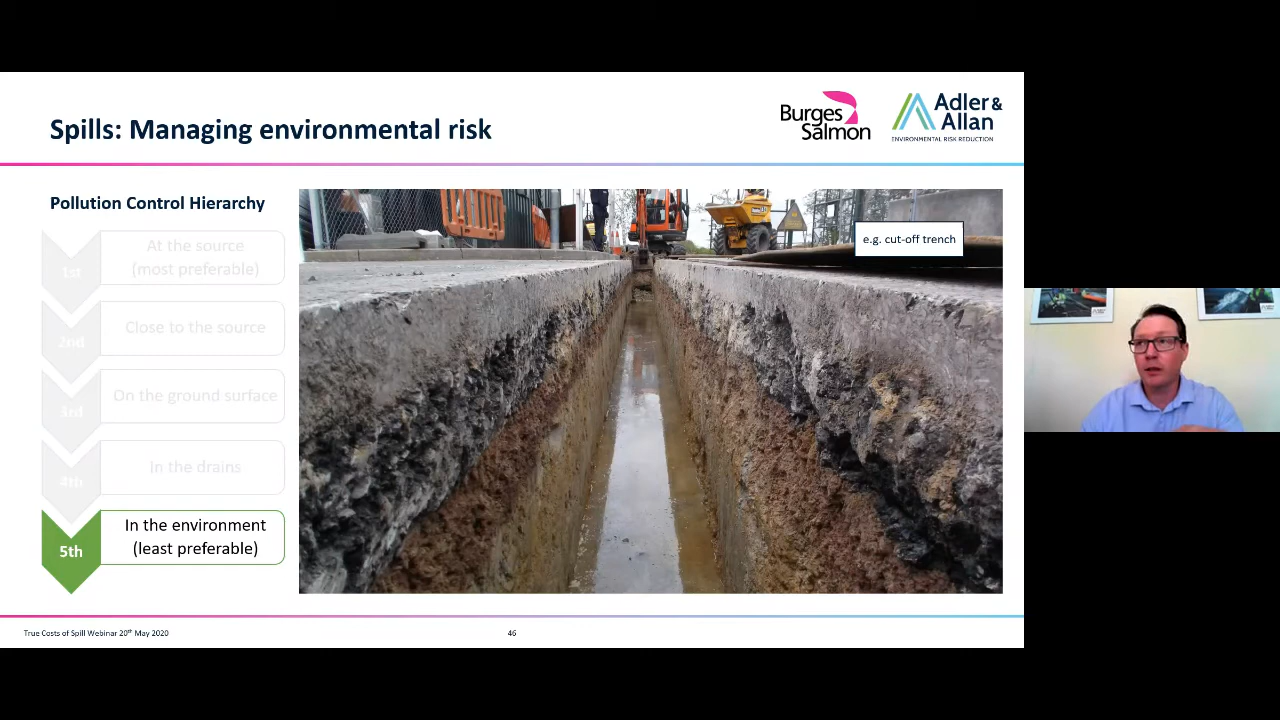 Spills: Managing environmental risk
Burges
Salmon
Adler &
Allan
ENVIRONMENTAL RISK REDUCTION
Pollution Control Hierarchy
1st
At the source
(most preferable)
2nd
Close to the source
3rd
On the ground surface
4th
In the drains
5th
In the environment
(least preferable)
e.g. cut-off trench
True Costs of Spill Webinar 20th May 2020
46